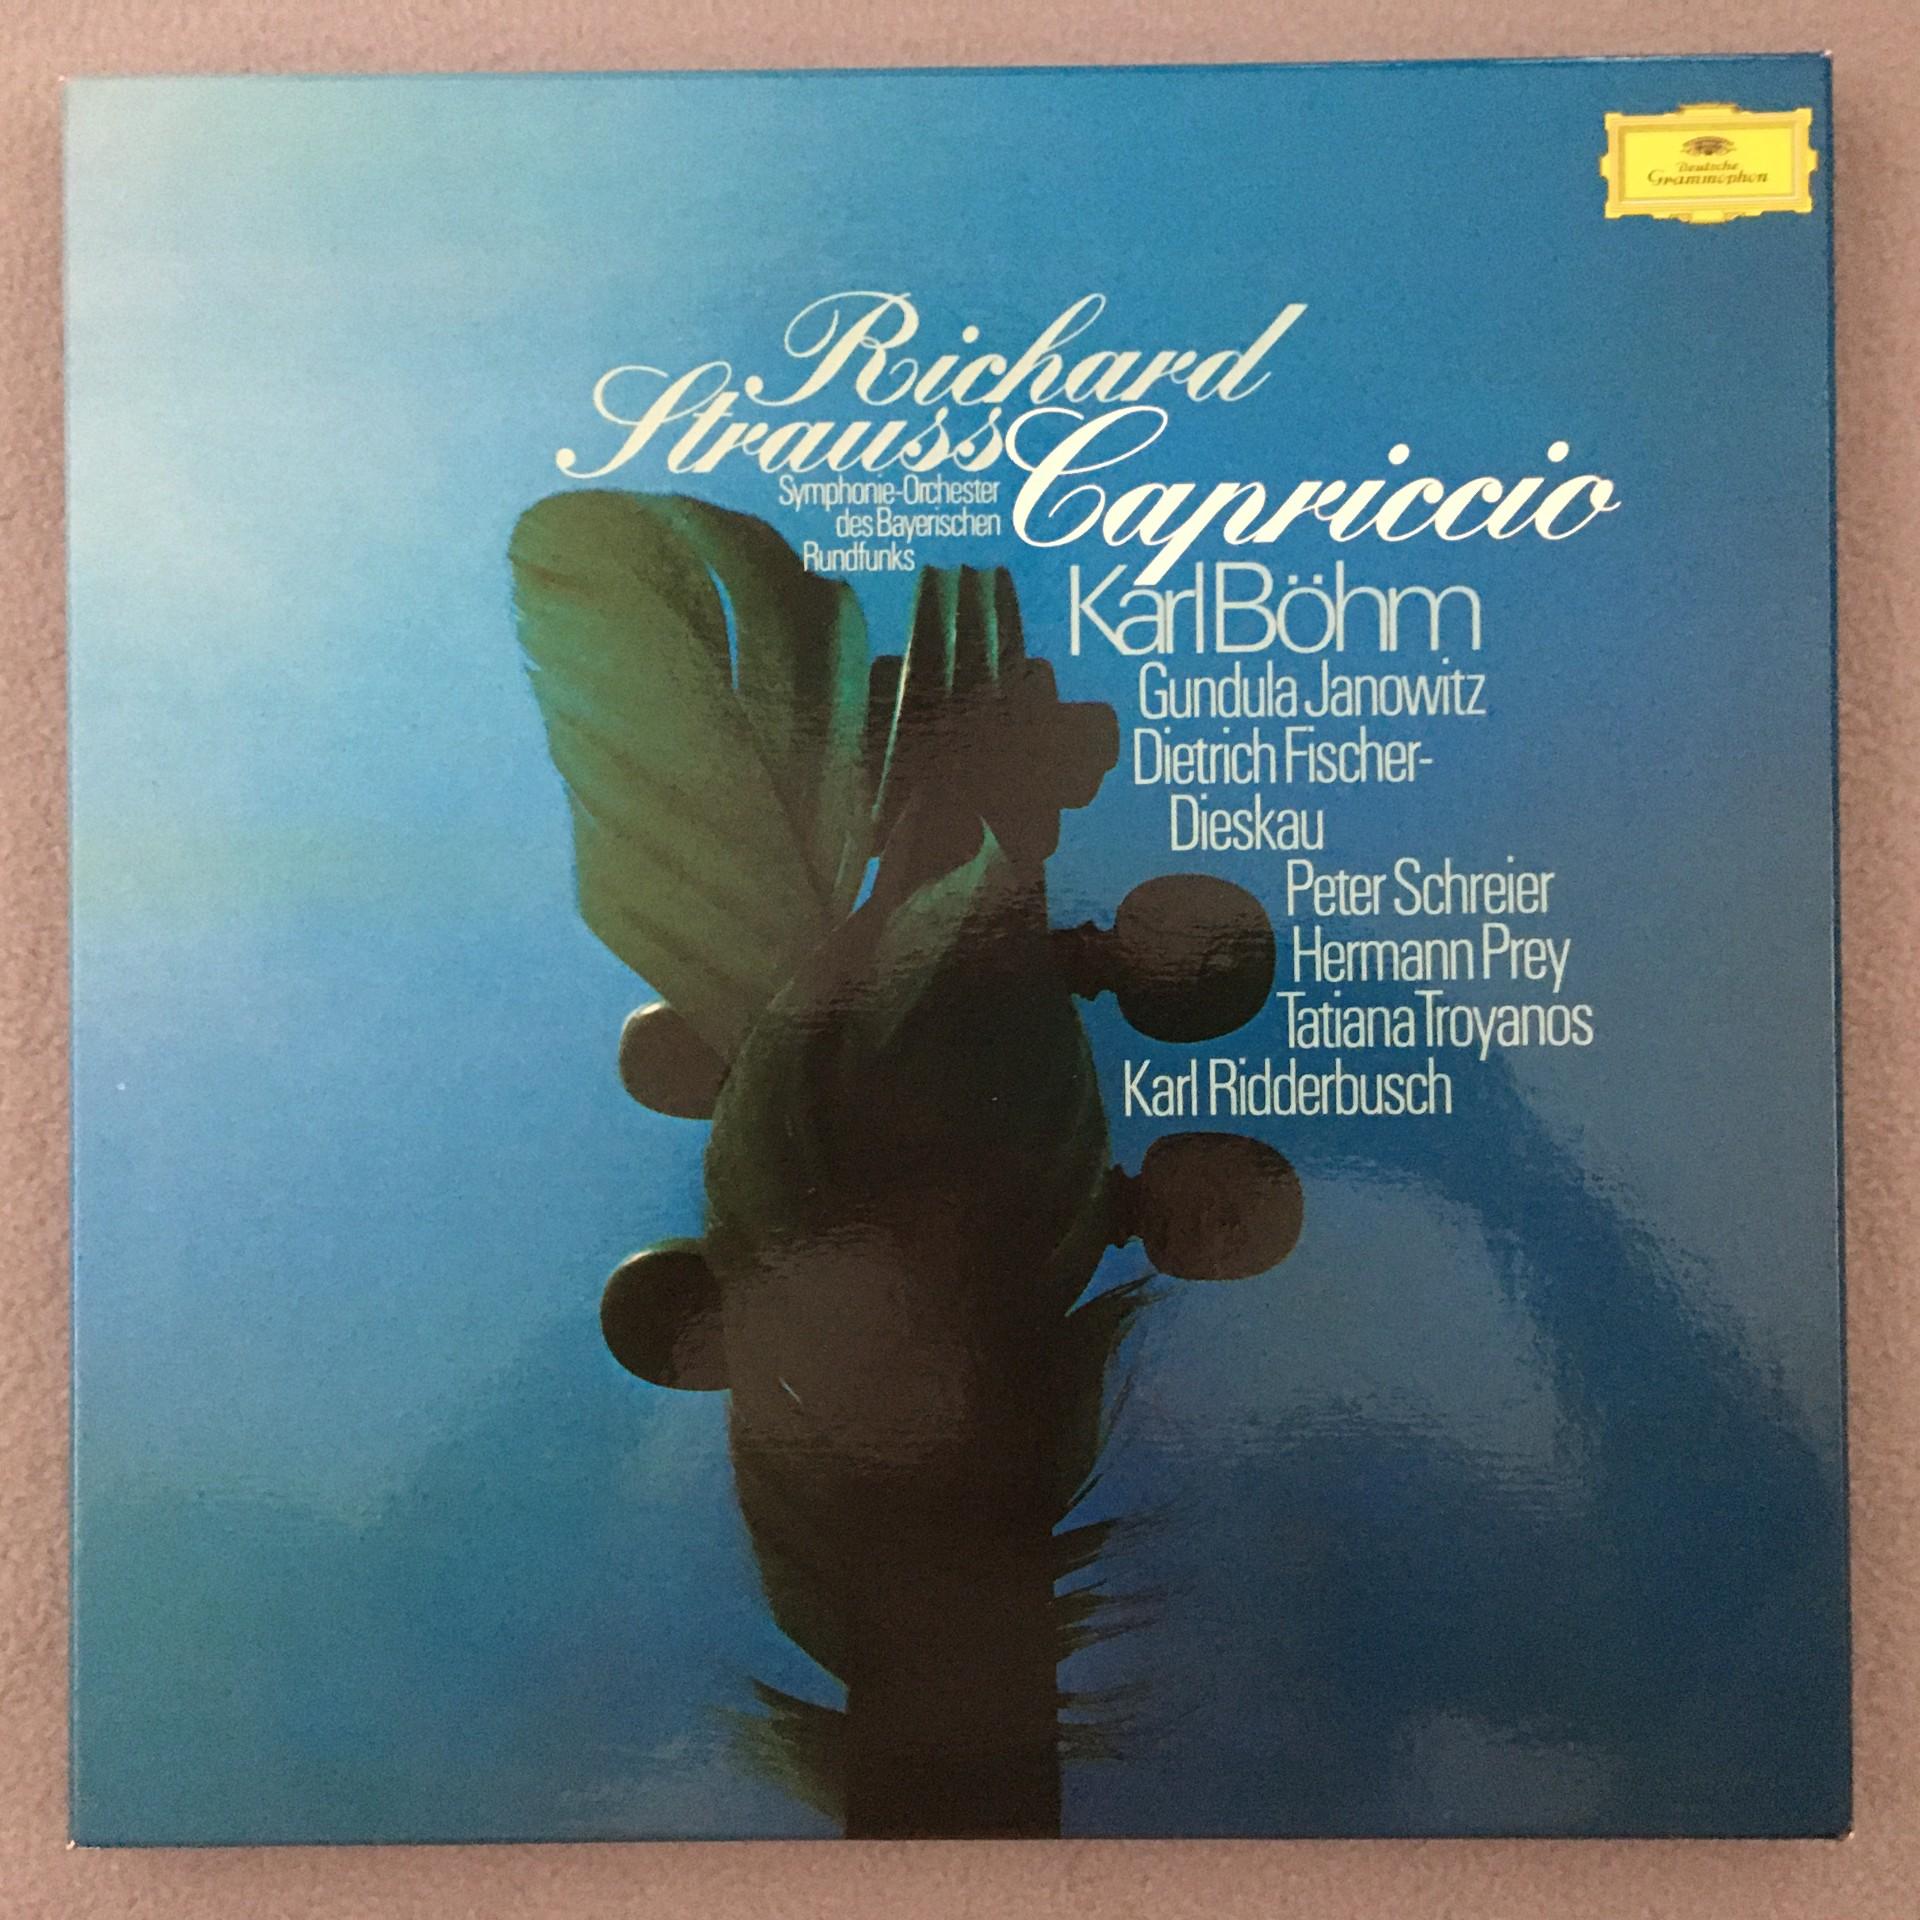 Deutsche
Grammophon
Richard
Strauss
Capriccio
Symphonie-Orchester
des Bayerischen
Rundfunks
Karl Böhm
Gundula Janowitz
Dietrich Fischer-
Dieskau
Peter Schreier
Hermann Prey
Tatiana Troyanos
Karl Ridderbusch